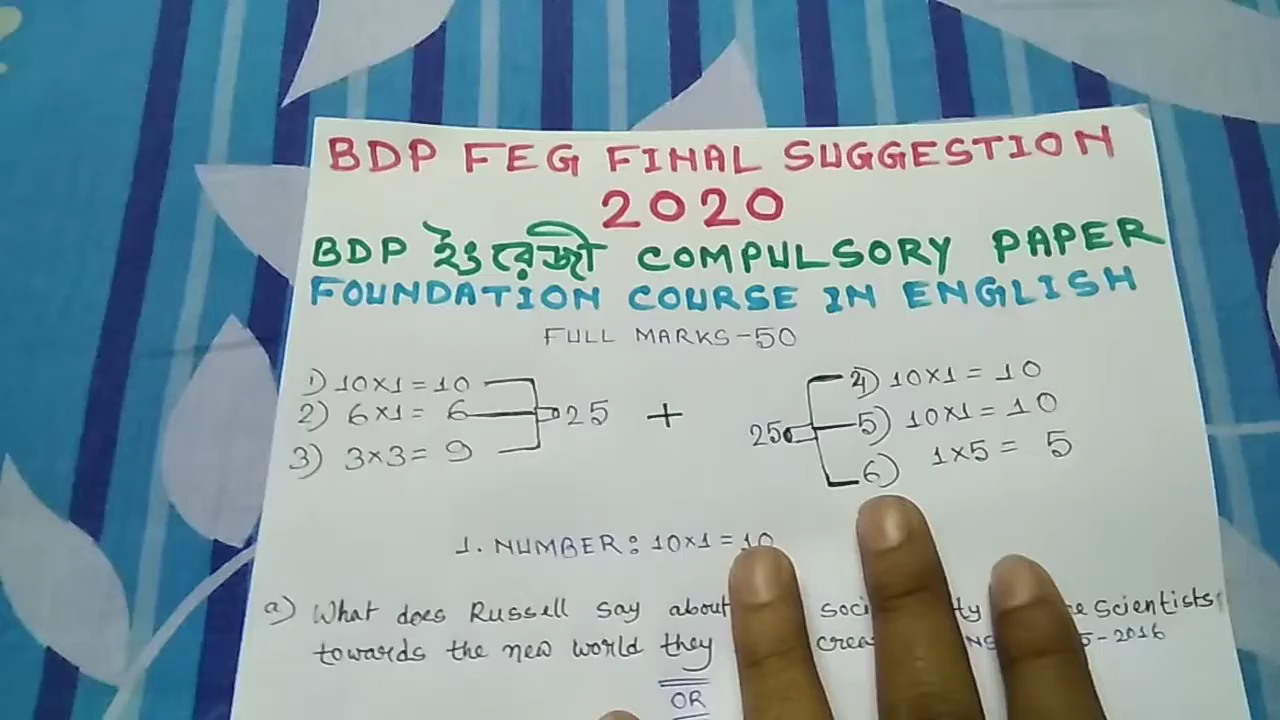 BDP FEG FINAL SUGGESTION
2020
BDP ইংরেজী COMPULSORY PAPER
FOUNDATION COURSE IN ENGLISH
FULL MARKS-50
1) 10×1= 10
2) 6×1= 6
3) 3×3= 9
25
+
25
4) 10×1= 10
5) 10×1= 10
6) 1×5= 5
1. NUMBER: 10×1=10
a) What does Russell say about scientists
towards the new world they -2016
OR